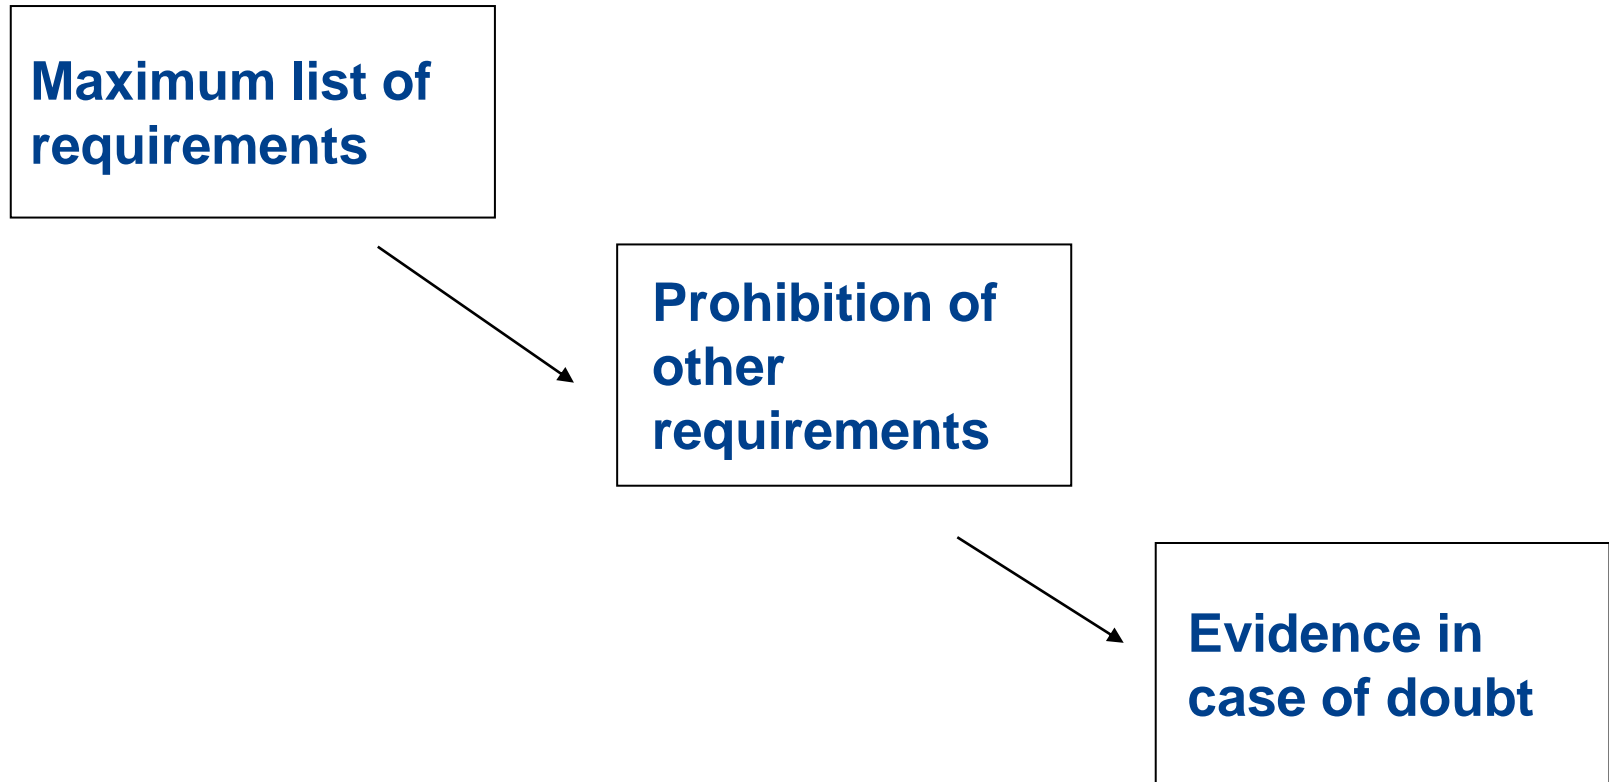 Maximum list of
requirements
Prohibition of
other
requirements
Evidence in
case of doubt